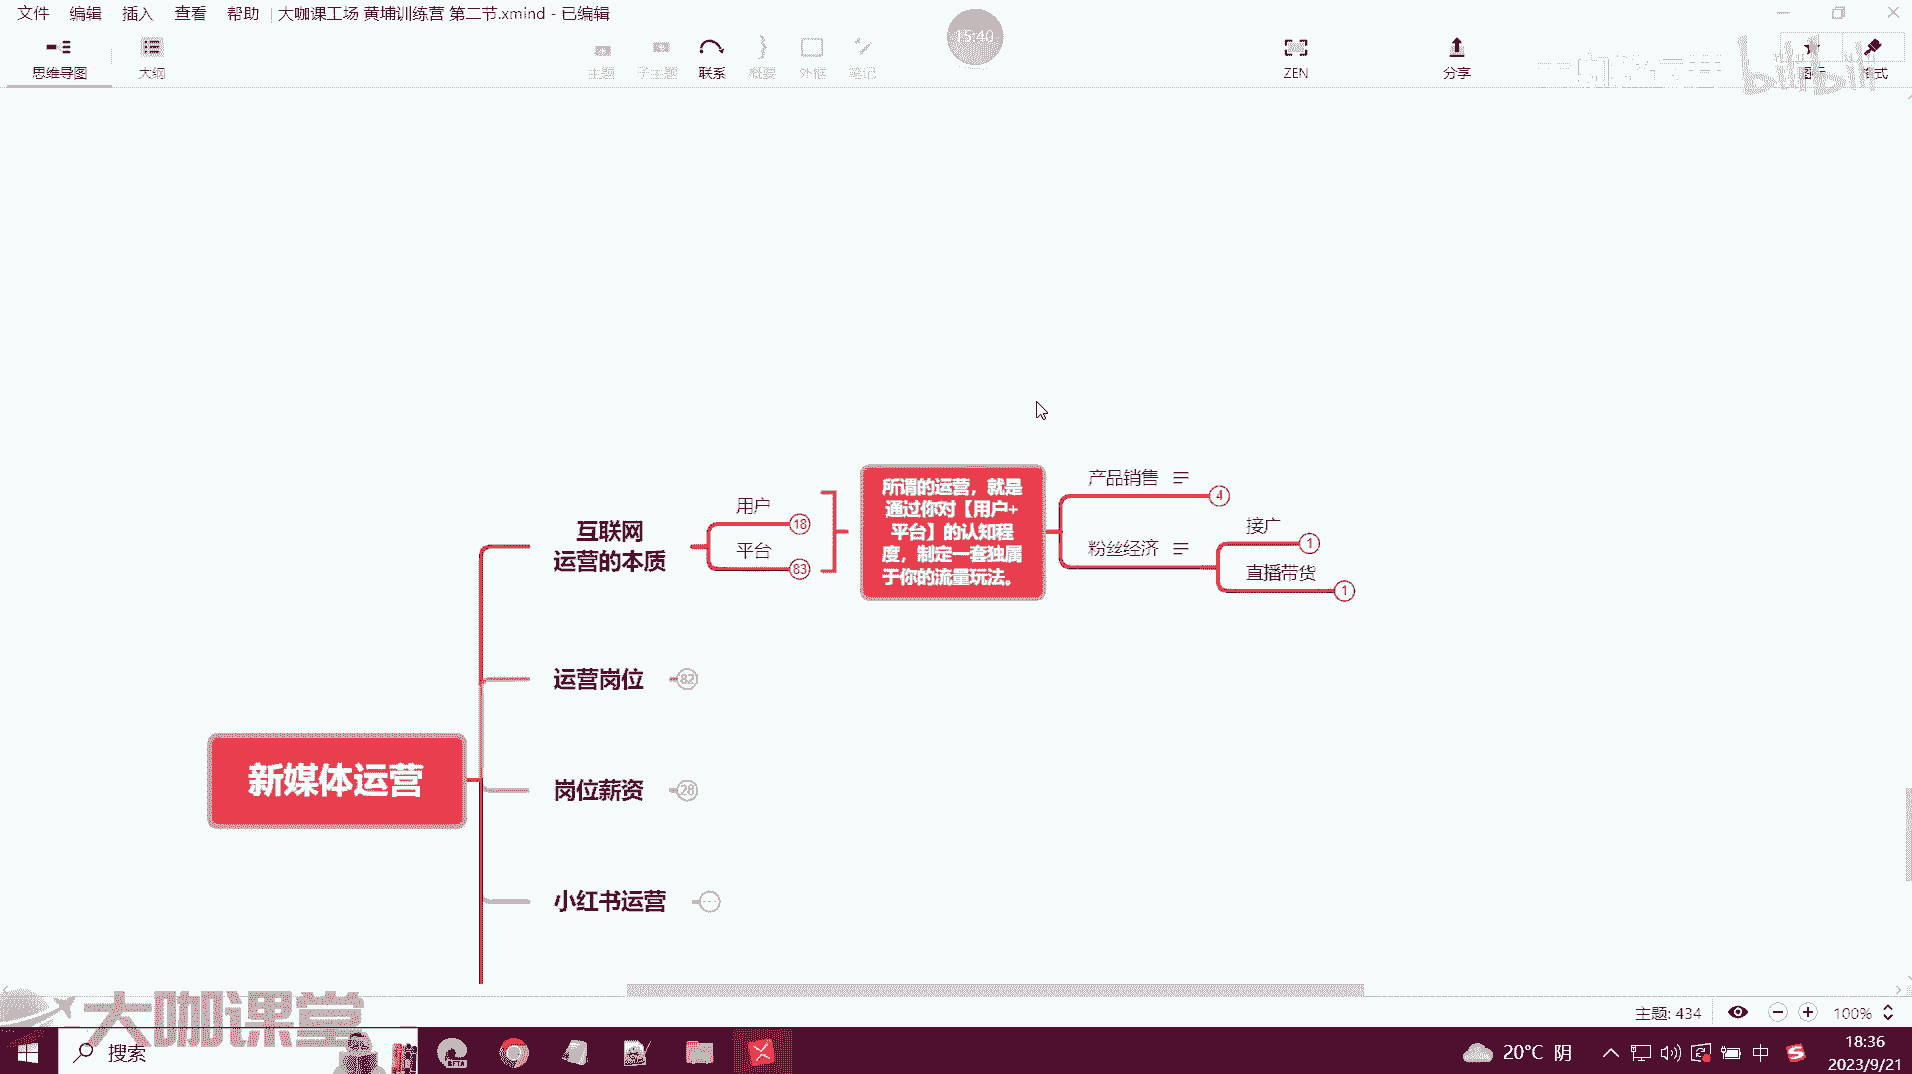 文件 编辑 插入 查看 帮助 大咖课工场 黄埔训练营 第二节.xmind - 已编辑
15:40
思维导图 大纲 主题 子主题 联系 概要 外框 笔记 ZEN 分享 图标 格式
bilibili
互联网
运营的本质
用户
18
平台
83
所谓的运营，就是
通过你对【用户+
平台】的认知程
度，制定一套独属
于你的流量玩法。
产品销售
4
粉丝经济
接广
1
直播带货
1
运营岗位
82
新媒体运营
岗位薪资
28
小红书运营
主题: 434 100%
大咖课堂
搜索
BETA
20°C 阴
中
18:36
2023/9/21